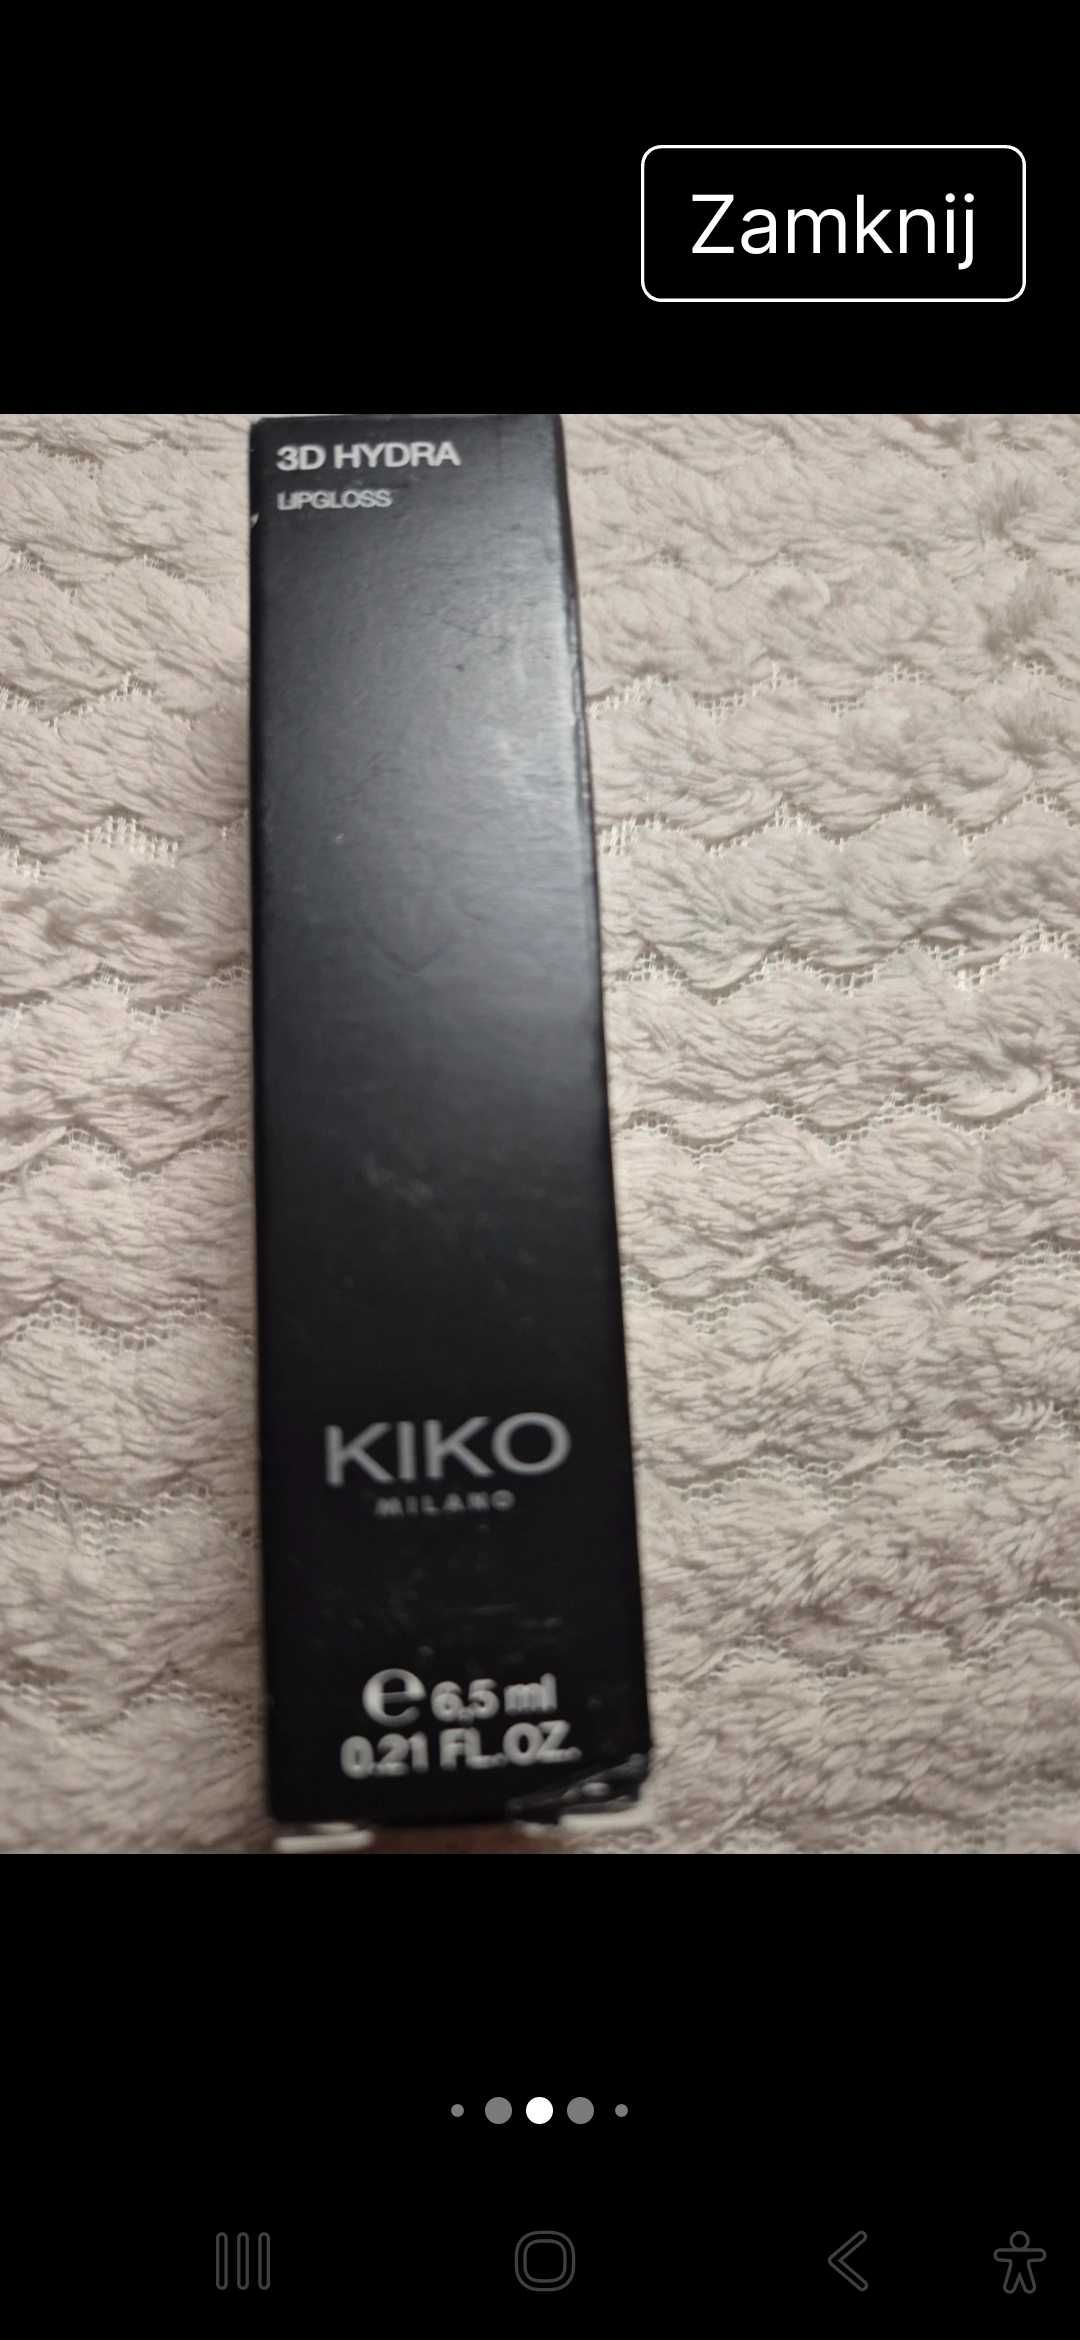 Zamknij
3D HYDRA
LIPGLOSS
KIKO
MILANO
e 6,5 ml
0.21 FL.OZ.